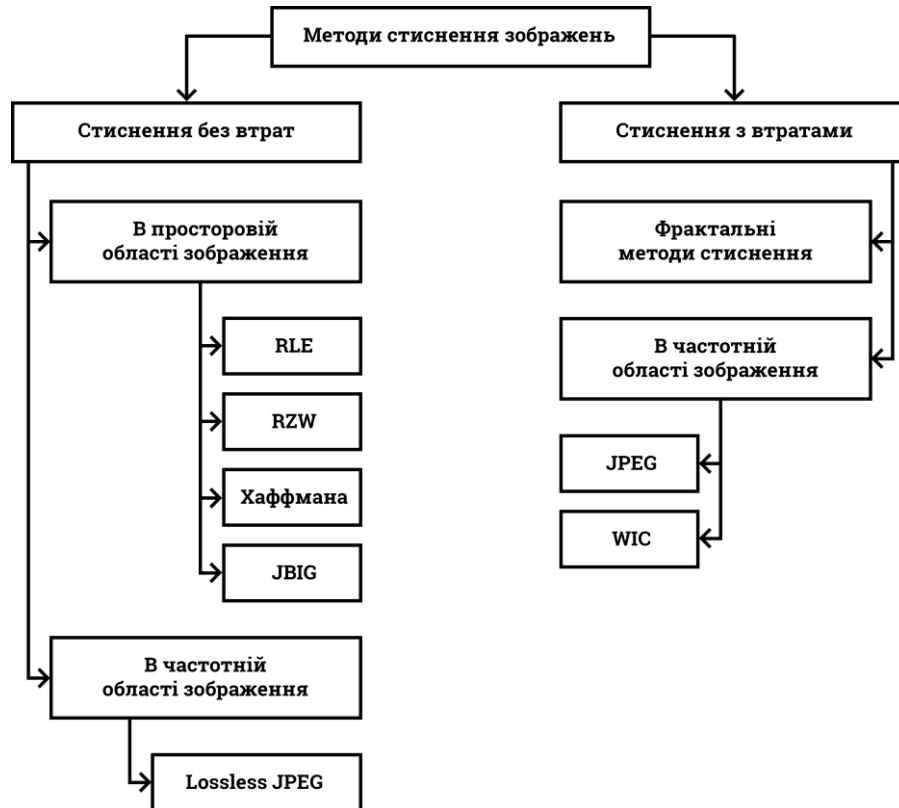 Методи стиснення зображень
Стиснення без втрат
Стиснення з втратами
В просторовій
області зображення
RLE
RZW
Хаффмана
JBIG
В частотній
області зображення
Lossless JPEG
Фрактальні
методи стиснення
В частотній
області зображення
JPEG
WIC